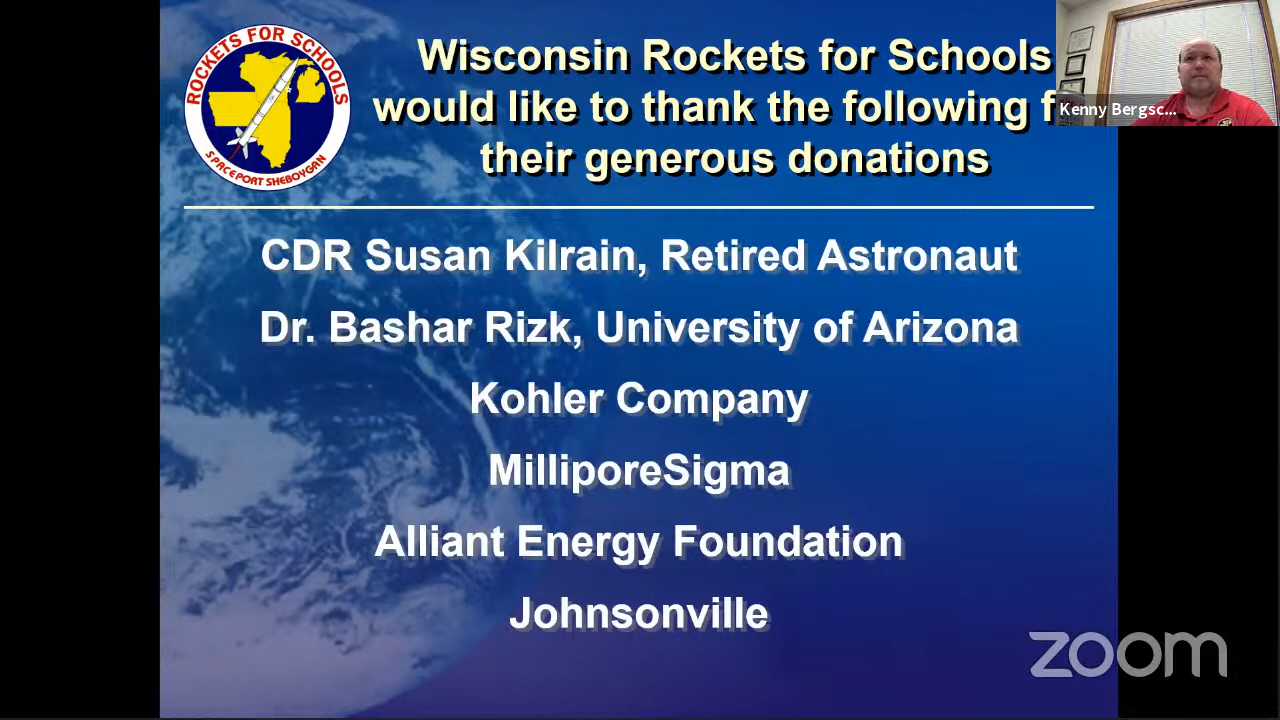 ROCKETS FOR SCHOOLS
SPACEPORT SHEBOYGAN
Wisconsin Rockets for Schools
would like to thank the following f
their generous donations
Kenny Bergsc...
CDR Susan Kilrain, Retired Astronaut
Dr. Bashar Rizk, University of Arizona
Kohler Company
MilliporeSigma
Alliant Energy Foundation
Johnsonville
zoom